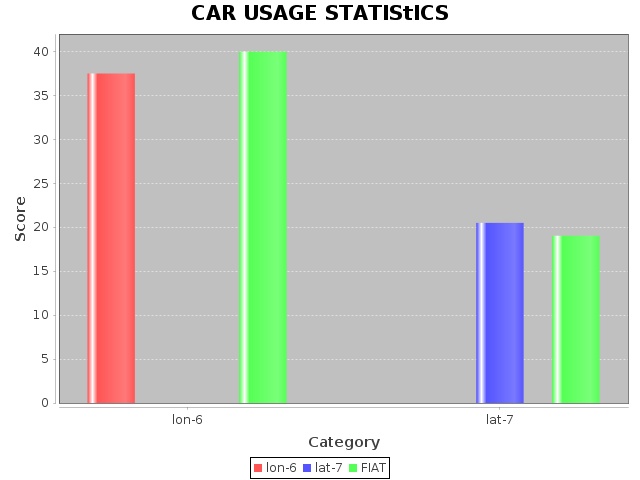 CAR USAGE STATIStICS
40
35
30
25
20
15
10
5
0
Score
lon-6 lat-7
Category
lon-6 lat-7 FIAT